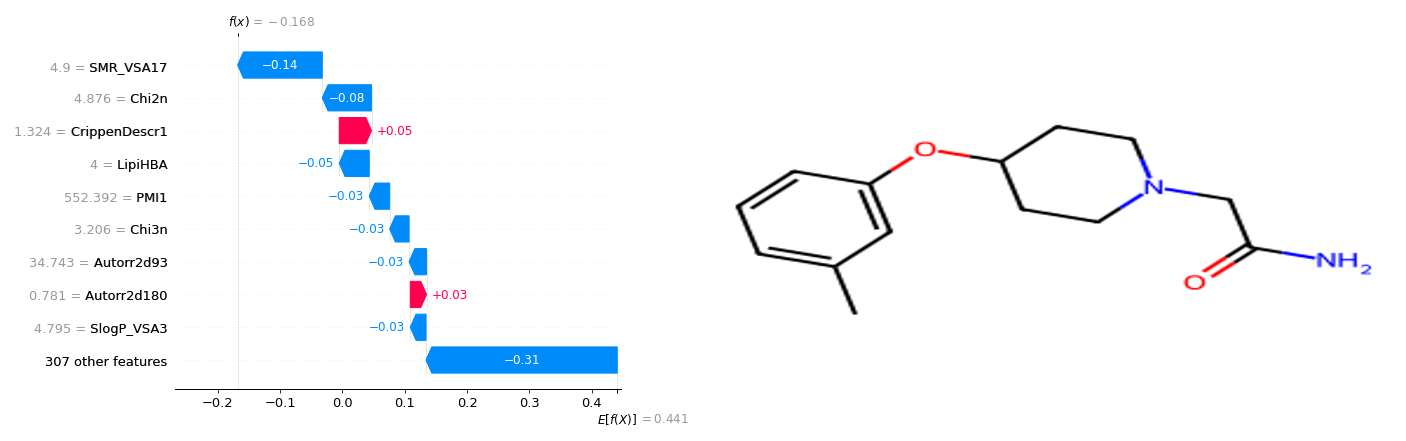 f(x) = −0.168
4.9 = SMR_VSA17
−0.14
4.876 = Chi2n
−0.08
1.324 = CrippenDescr1
+0.05
4 = LipiHBA
−0.05
552.392 = PMI1
−0.03
3.206 = Chi3n
−0.03
34.743 = Autorr2d93
−0.03
0.781 = Autorr2d180
+0.03
4.795 = SlogP_VSA3
−0.03
307 other features
−0.31
−0.2 −0.1 0.0 0.1 0.2 0.3 0.4
E[f(X)] = 0.441
O
N
O
NH₂